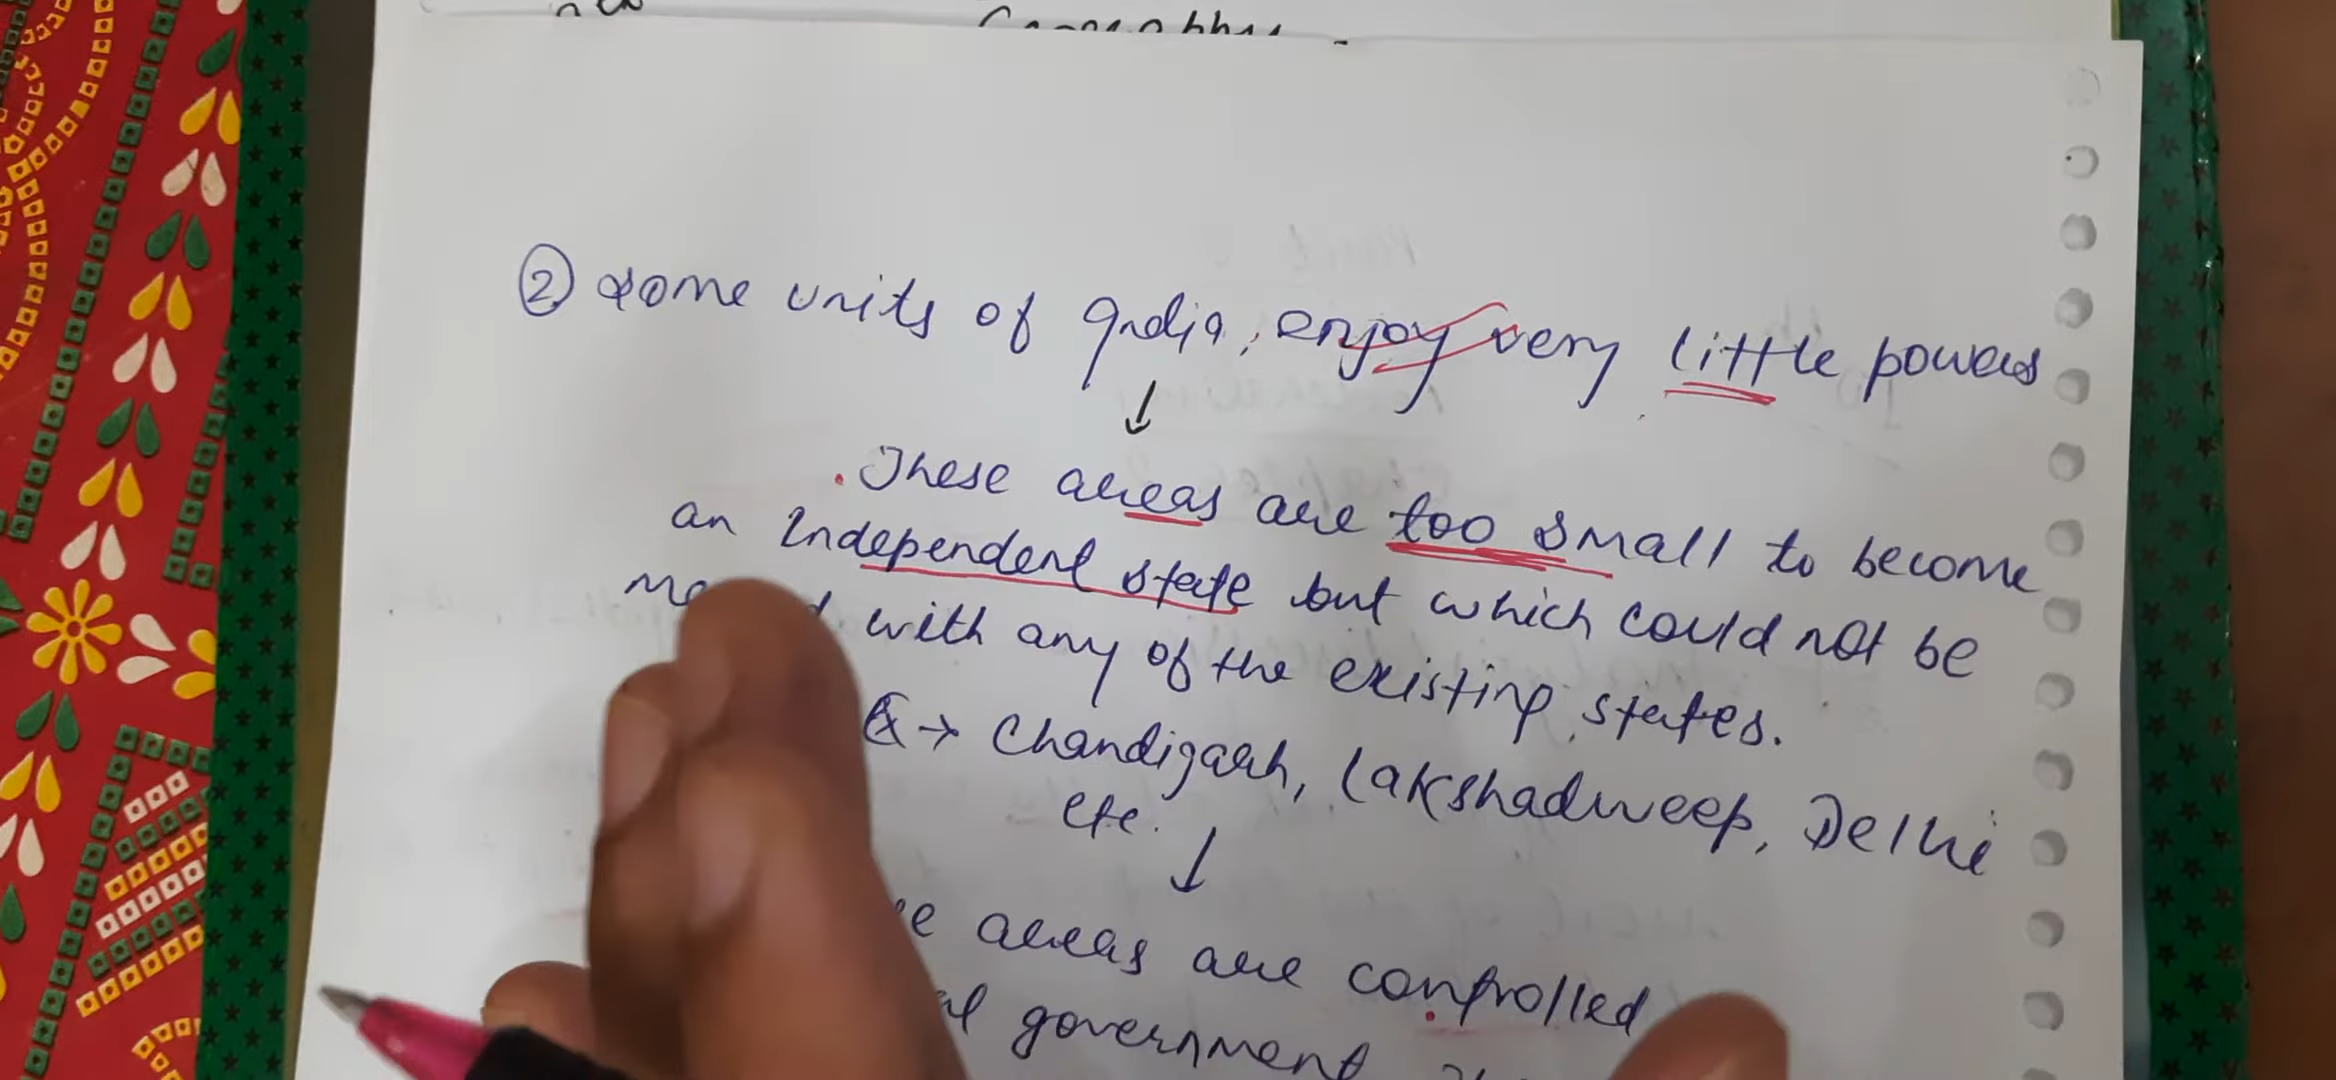 ② Some units of India, enjoy very little powers
↓
. These areas are too small to become
an Independent state but which could not be
with any of the existing states.
Ex → Chandigarh, Lakshadweep, Delhi
etc.
↓
areas are controlled
government